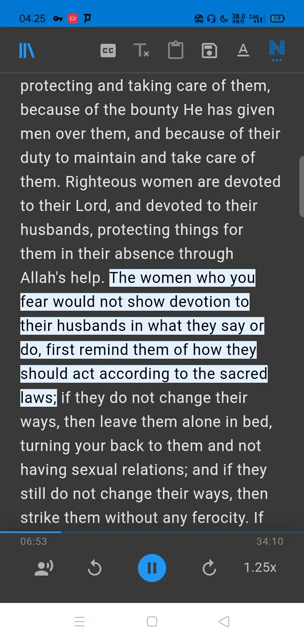 04.25
38.0
KB/s
57
CC
protecting and taking care of them,
because of the bounty He has given
men over them, and because of their
duty to maintain and take care of
them. Righteous women are devoted
to their Lord, and devoted to their
husbands, protecting things for
them in their absence through
Allah's help. The women who you
fear would not show devotion to
their husbands in what they say or
do, first remind them of how they
should act according to the sacred
laws; if they do not change their
ways, then leave them alone in bed,
turning your back to them and not
having sexual relations; and if they
still do not change their ways, then
strike them without any ferocity. If
06:53
34:10
1.25x